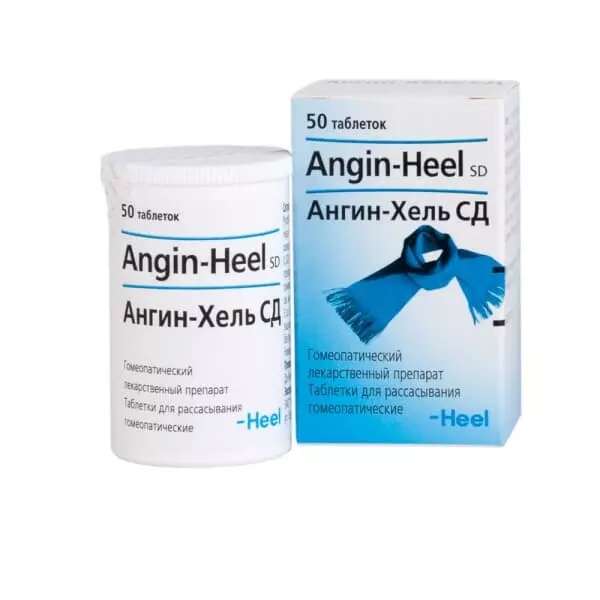 50 таблеток
Angin-Heel SD
Ангин-Хель СД
Гомеопатический
лекарственный препарат
Таблетки для рассасывания
гомеопатические
-Heel
50 таблеток
Angin-Heel SD
Ангин-Хель СД
Гомеопатический
лекарственный препарат
Таблетки для рассасывания
гомеопатические
-Heel